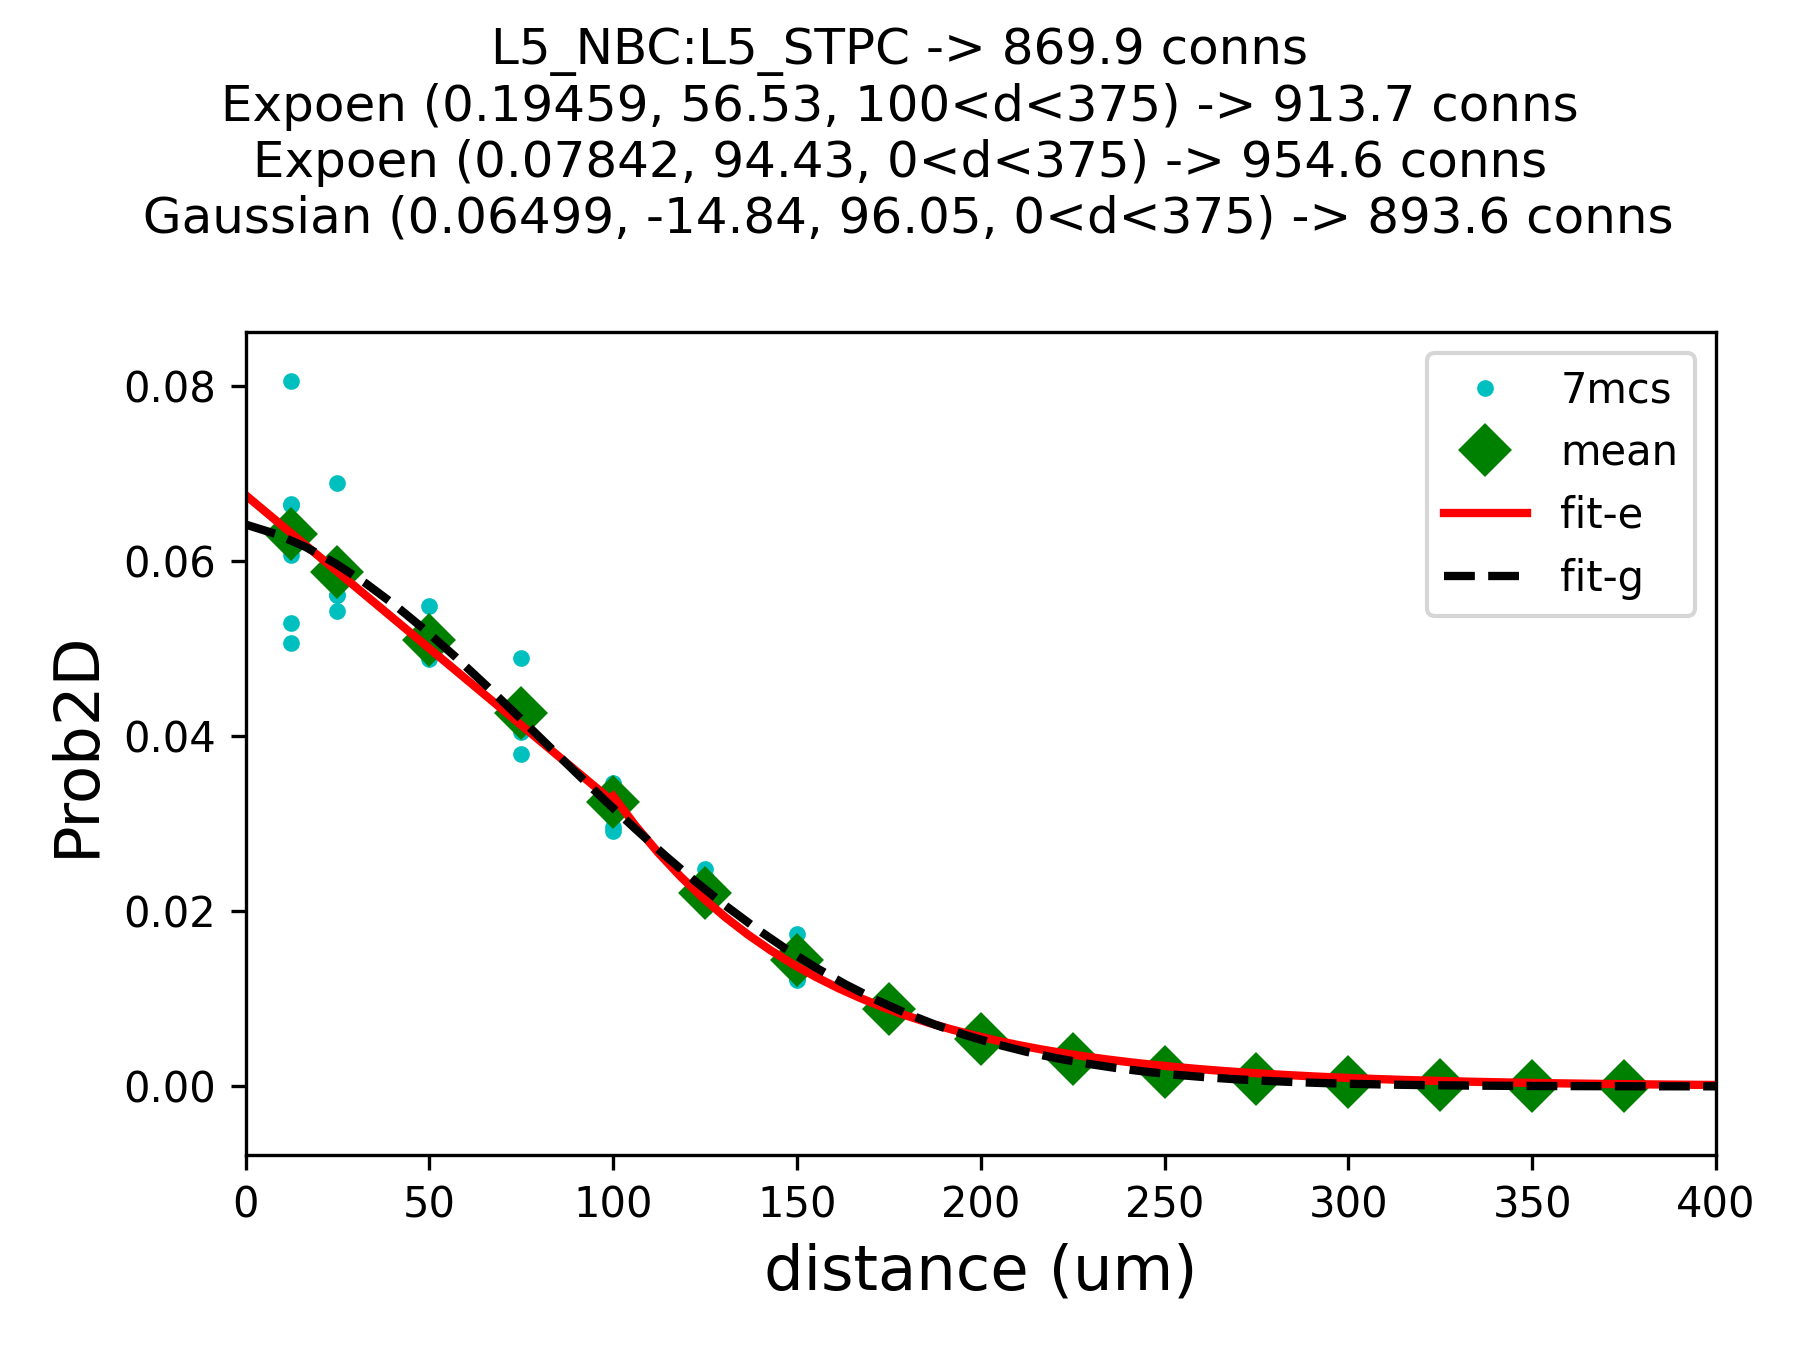 L5_NBC:L5_STPC -> 869.9 conns
Expoen (0.19459, 56.53, 100<d<375) -> 913.7 conns
Expoen (0.07842, 94.43, 0<d<375) -> 954.6 conns
Gaussian (0.06499, -14.84, 96.05, 0<d<375) -> 893.6 conns
7mcs
mean
fit-e
fit-g
Prob2D
0.08
0.06
0.04
0.02
0.00
0 50 100 150 200 250 300 350 400
distance (um)